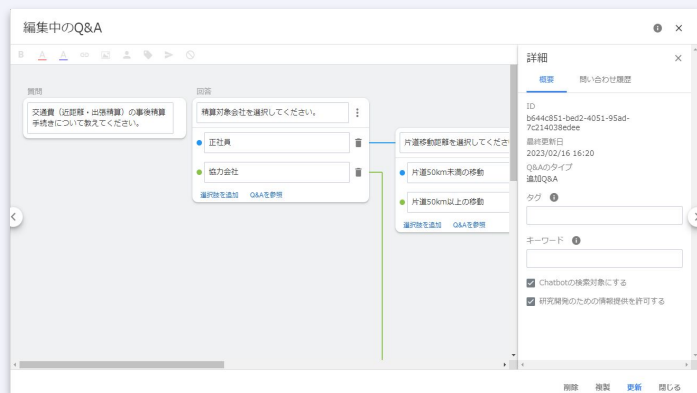 編集中のQ&A
B A A
質問
交通費（近距離・出張精算）の事後精算
手続きについて教えてください。
回答
精算対象会社を選択してください。
正社員
協力会社
選択肢を追加 Q&Aを参照
片道移動距離を選択してくださ
片道50km未満の移動
片道50km以上の移動
選択肢を追加 Q&Aを参照
詳細
概要 問い合わせ履歴
ID
b644c851-bed2-4051-95ad-
7c214038edee
最終更新日
2023/02/16 16:20
Q&Aのタイプ
追加Q&A
タグ
キーワード
Chatbotの検索対象にする
研究開発のための情報提供を許可する
削除 複製 更新 閉じる